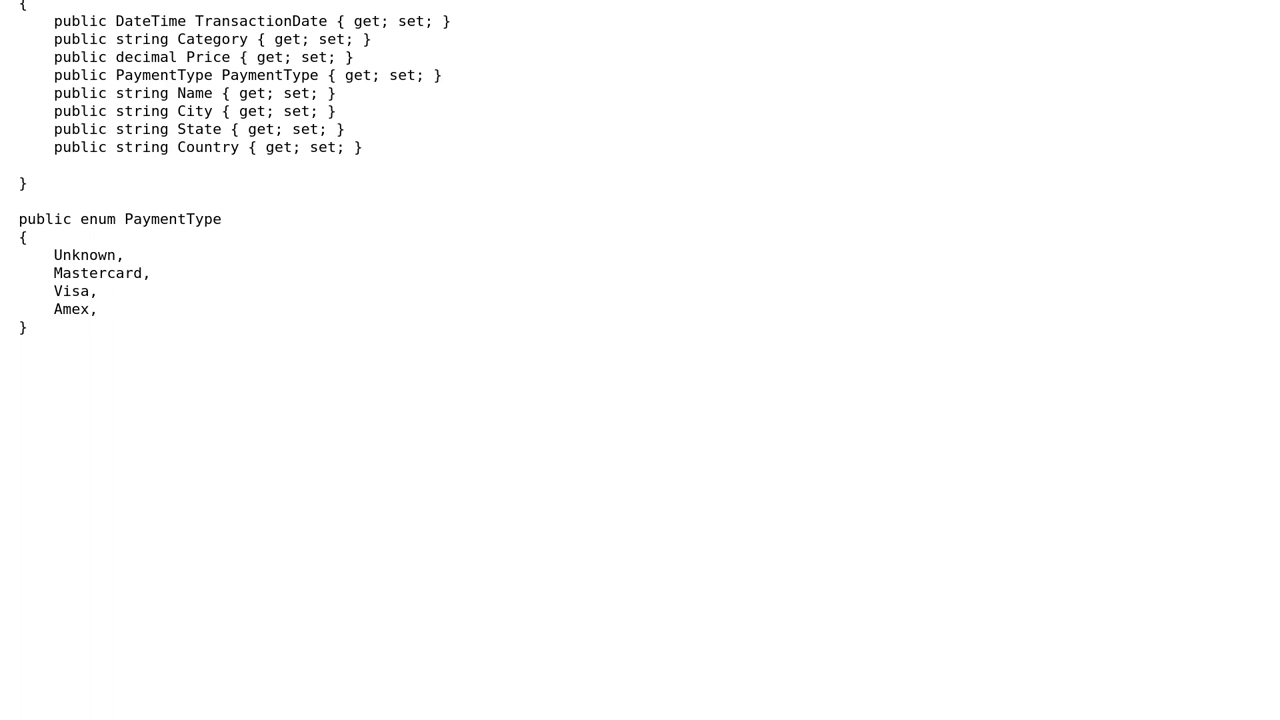 {
    public DateTime TransactionDate { get; set; }
    public string Category { get; set; }
    public decimal Price { get; set; }
    public PaymentType PaymentType { get; set; }
    public string Name { get; set; }
    public string City { get; set; }
    public string State { get; set; }
    public string Country { get; set; }

}

public enum PaymentType
{
    Unknown,
    Mastercard,
    Visa,
    Amex,
}